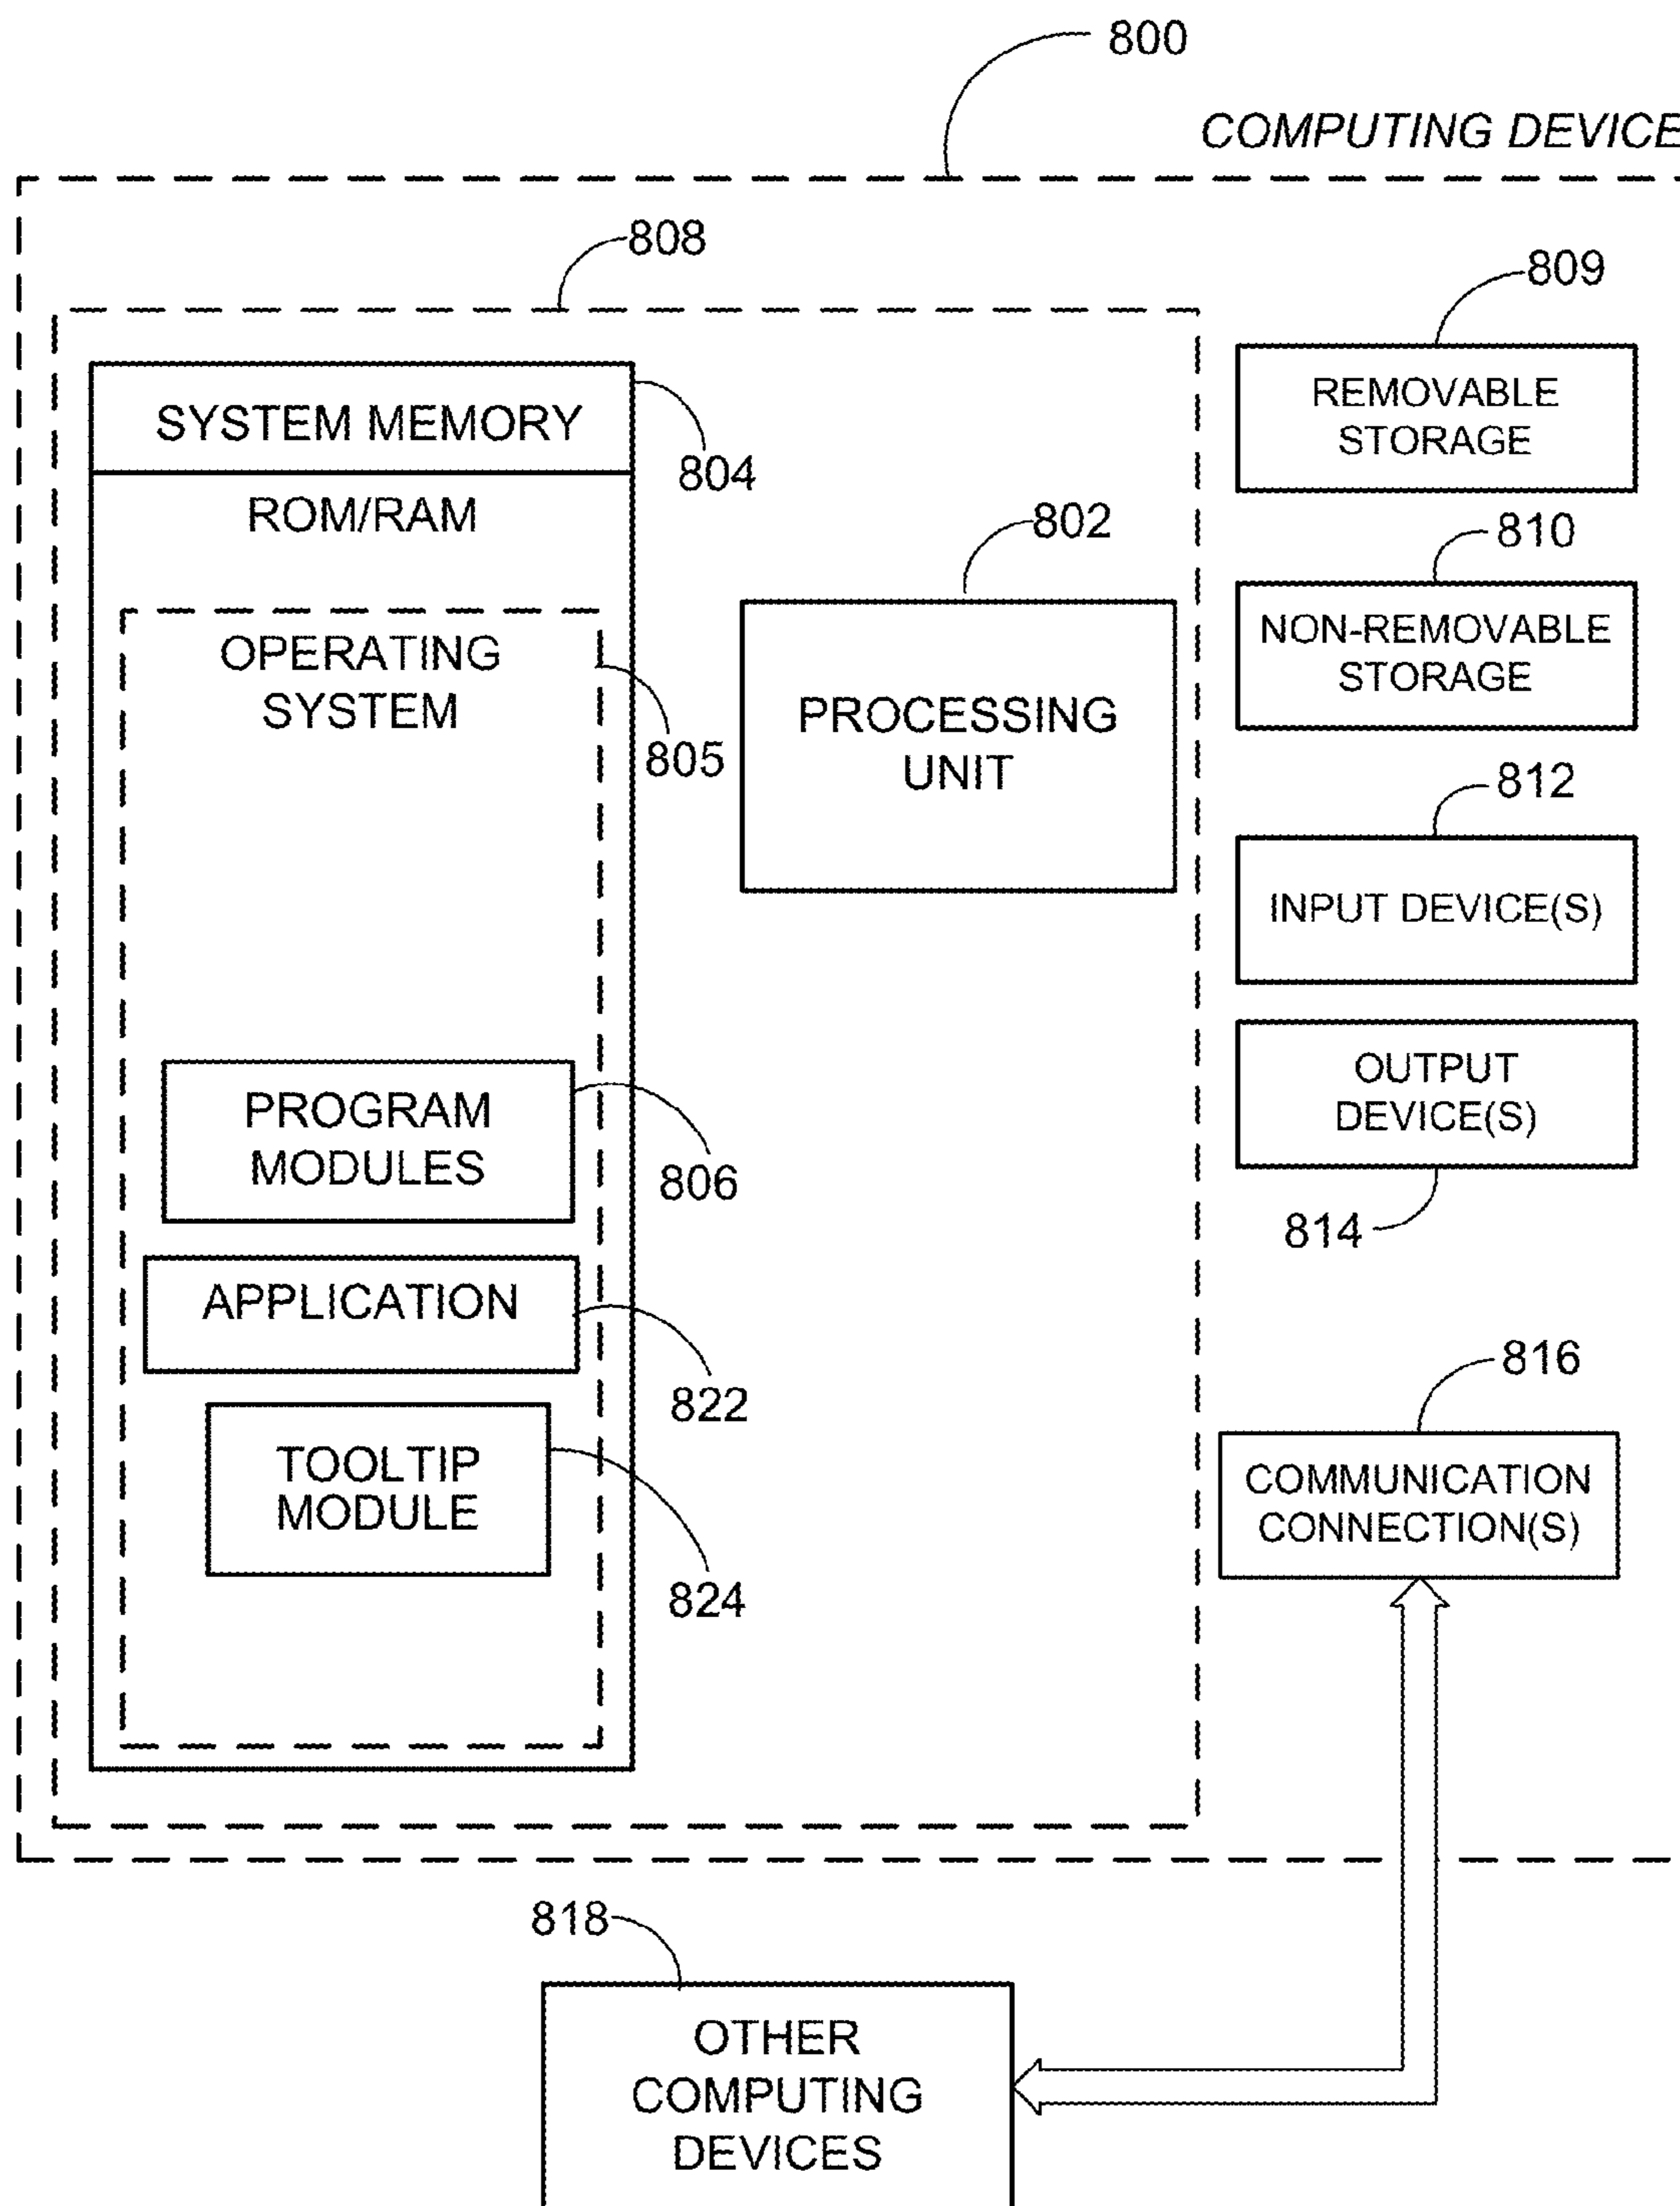 800
COMPUTING DEVICE
808
809
SYSTEM MEMORY
804
ROM/RAM
REMOVABLE
STORAGE
802
810
OPERATING
SYSTEM
805
PROCESSING
UNIT
NON-REMOVABLE
STORAGE
812
INPUT DEVICE(S)
PROGRAM
MODULES
806
OUTPUT
DEVICE(S)
814
APPLICATION
822
816
TOOLTIP
MODULE
824
COMMUNICATION
CONNECTION(S)
818
OTHER
COMPUTING
DEVICES